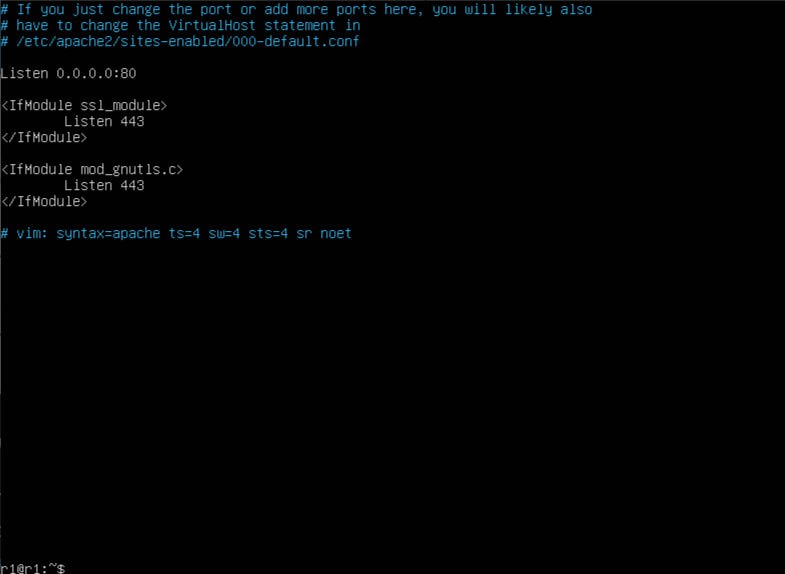 # If you just change the port or add more ports here, you will likely also
# have to change the VirtualHost statement in
# /etc/apache2/sites-enabled/000-default.conf
Listen 0.0.0.0:80
<IfModule ssl_module>
        Listen 443
</IfModule>
<IfModule mod_gnutls.c>
        Listen 443
</IfModule>
# vim: syntax=apache ts=4 sw=4 sts=4 sr noet
r1@r1:~$